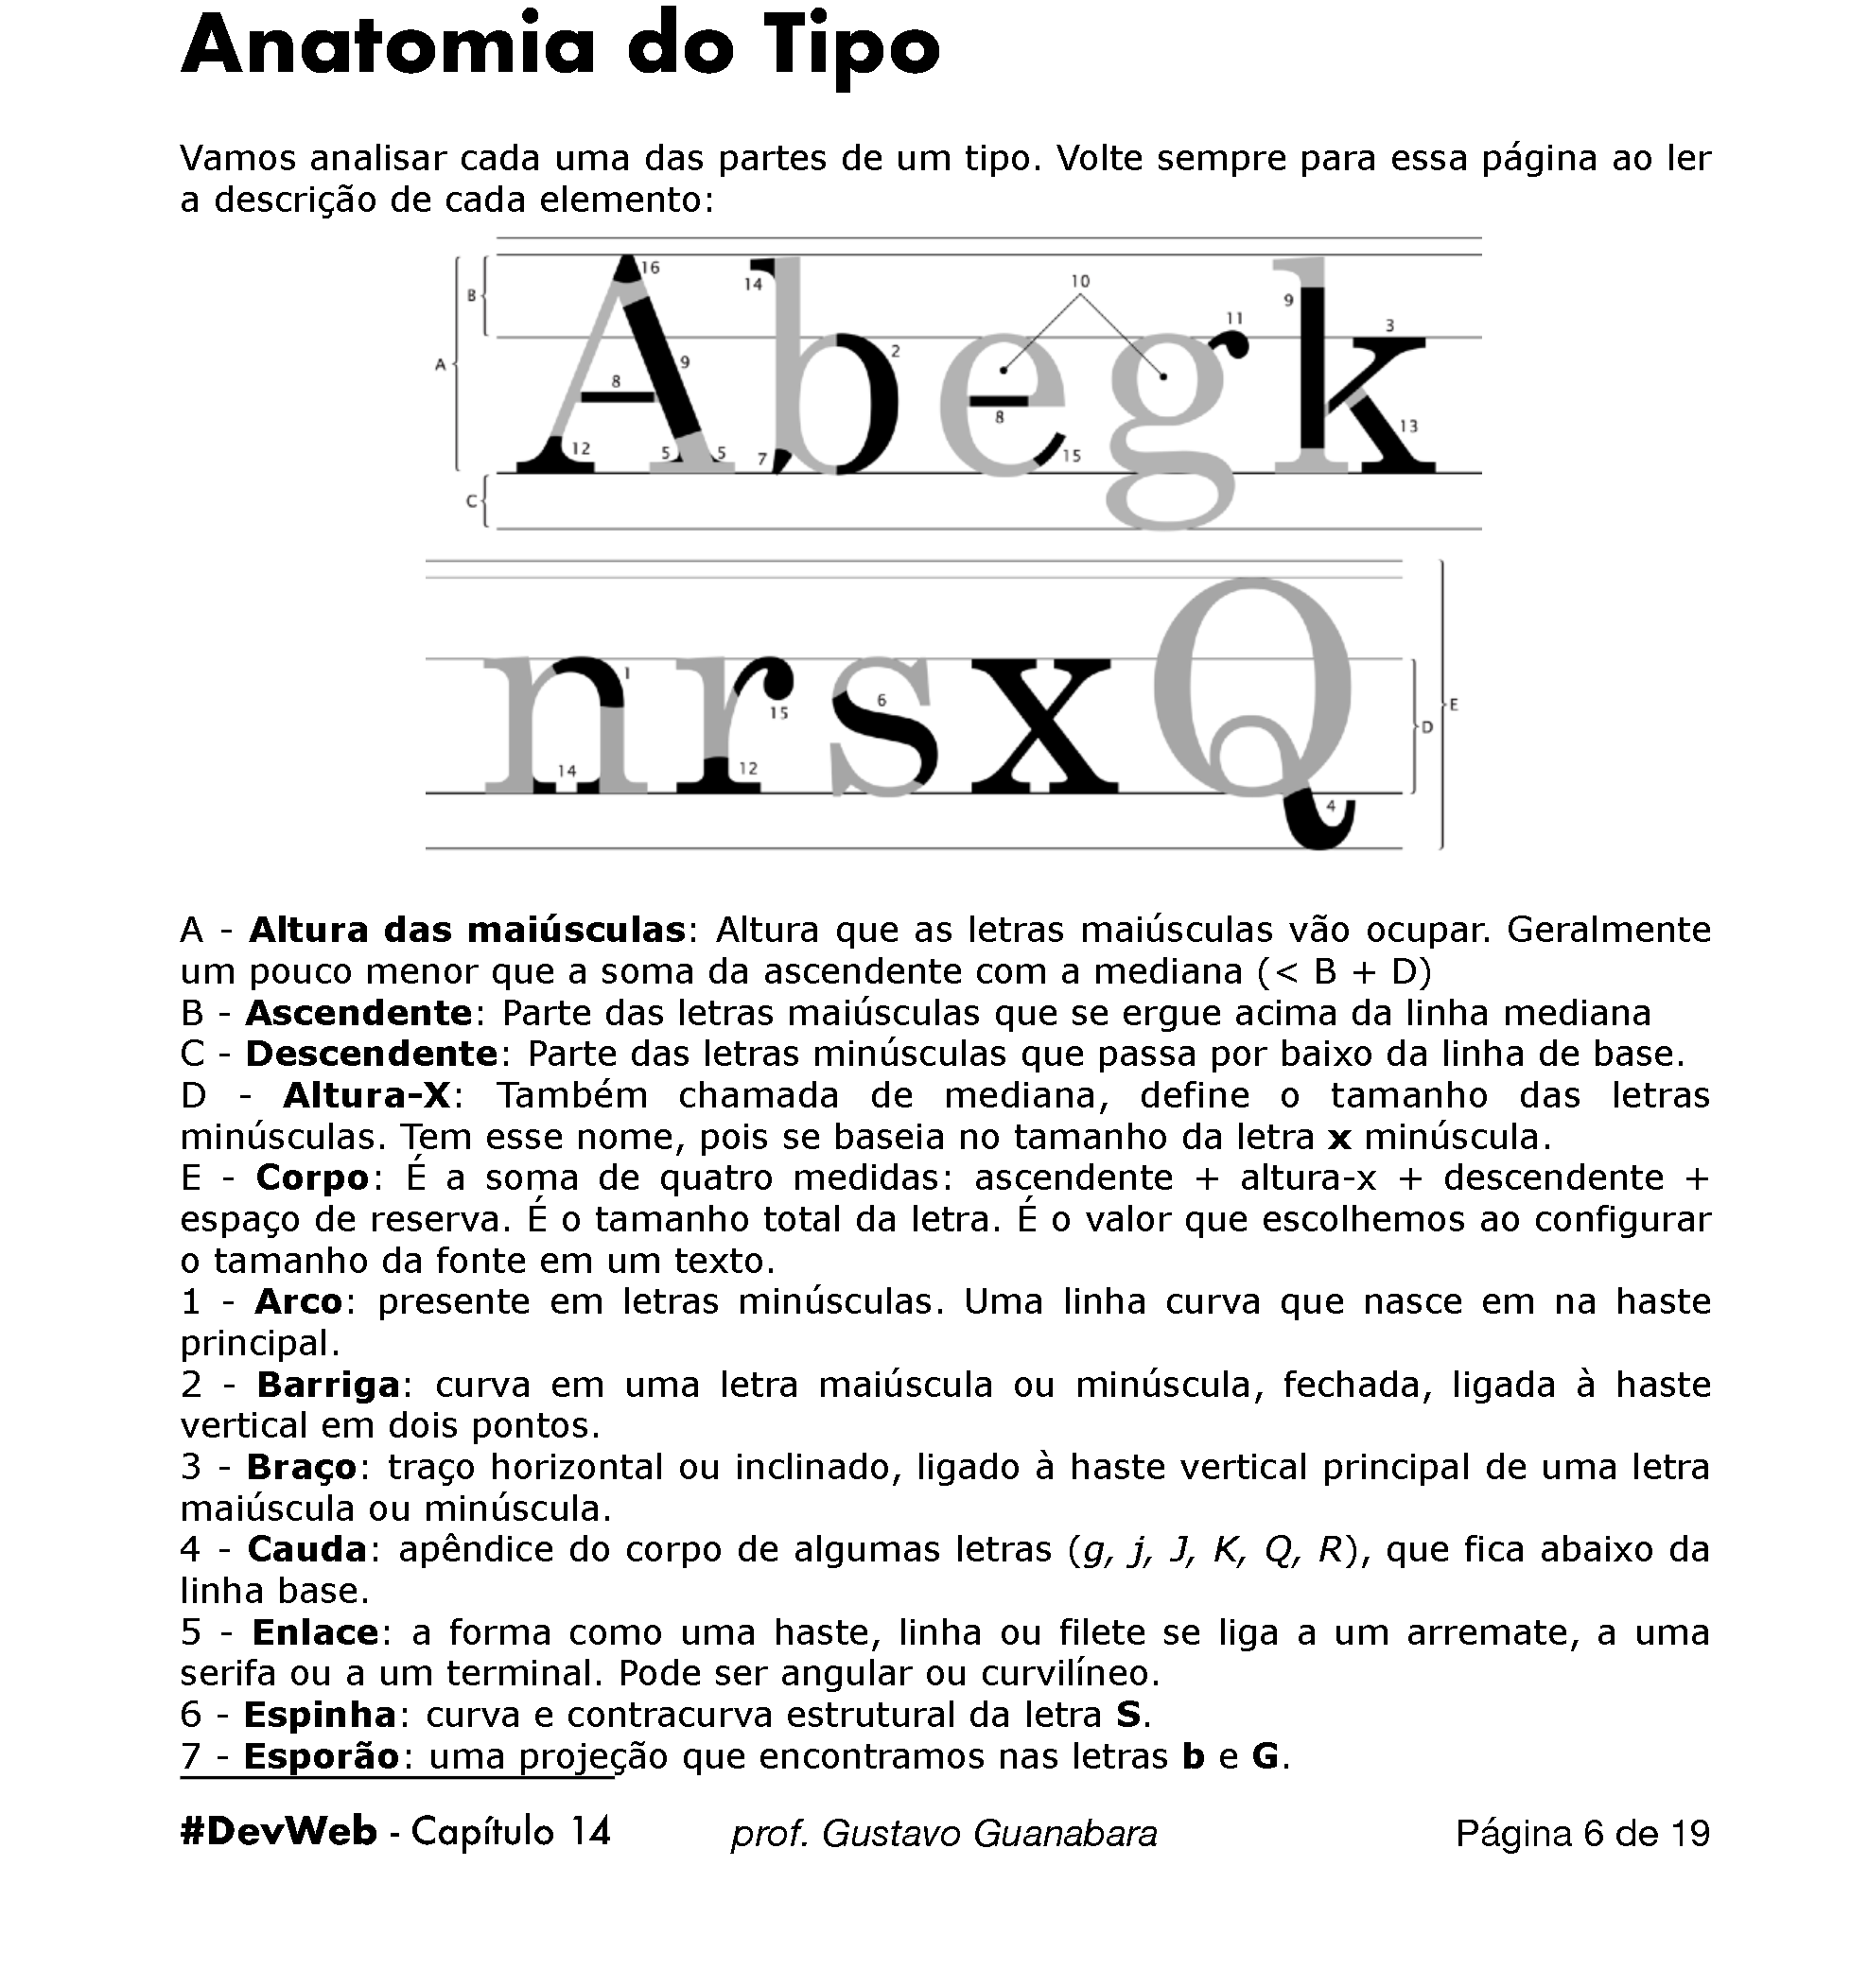 Anatomia do Tipo
Vamos analisar cada uma das partes de um tipo. Volte sempre para essa página ao ler
a descrição de cada elemento:
A B C 16 14 9 8 12 5 5 7 2 10 8 15 11 9 3 13
Abegk
1 14 15 12 6 4 D E
nrsxQ
A - Altura das maiúsculas: Altura que as letras maiúsculas vão ocupar. Geralmente
um pouco menor que a soma da ascendente com a mediana (< B + D)
B - Ascendente: Parte das letras maiúsculas que se ergue acima da linha mediana
C - Descendente: Parte das letras minúsculas que passa por baixo da linha de base.
D - Altura-X: Também chamada de mediana, define o tamanho das letras
minúsculas. Tem esse nome, pois se baseia no tamanho da letra x minúscula.
E - Corpo: É a soma de quatro medidas: ascendente + altura-x + descendente +
espaço de reserva. É o tamanho total da letra. É o valor que escolhemos ao configurar
o tamanho da fonte em um texto.
1 - Arco: presente em letras minúsculas. Uma linha curva que nasce em na haste
principal.
2 - Barriga: curva em uma letra maiúscula ou minúscula, fechada, ligada à haste
vertical em dois pontos.
3 - Braço: traço horizontal ou inclinado, ligado à haste vertical principal de uma letra
maiúscula ou minúscula.
4 - Cauda: apêndice do corpo de algumas letras (g, j, J, K, Q, R), que fica abaixo da
linha base.
5 - Enlace: a forma como uma haste, linha ou filete se liga a um arremate, a uma
serifa ou a um terminal. Pode ser angular ou curvilíneo.
6 - Espinha: curva e contracurva estrutural da letra S.
7 - Esporão: uma projeção que encontramos nas letras b e G.
#DevWeb - Capítulo 14 prof. Gustavo Guanabara Página 6 de 19